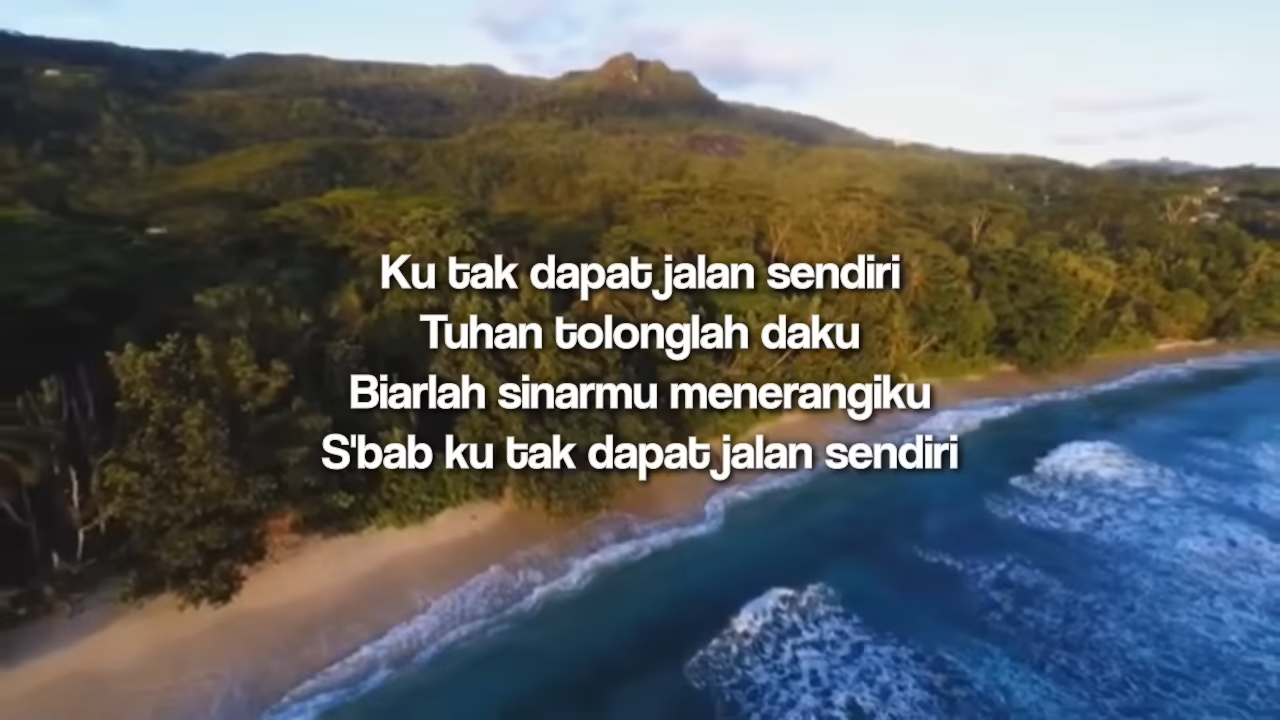 Ku tak dapat jalan sendiri
Tuhan tolonglah daku
Biarlah sinarmu menerangiku
S'bab ku tak dapat jalan sendiri